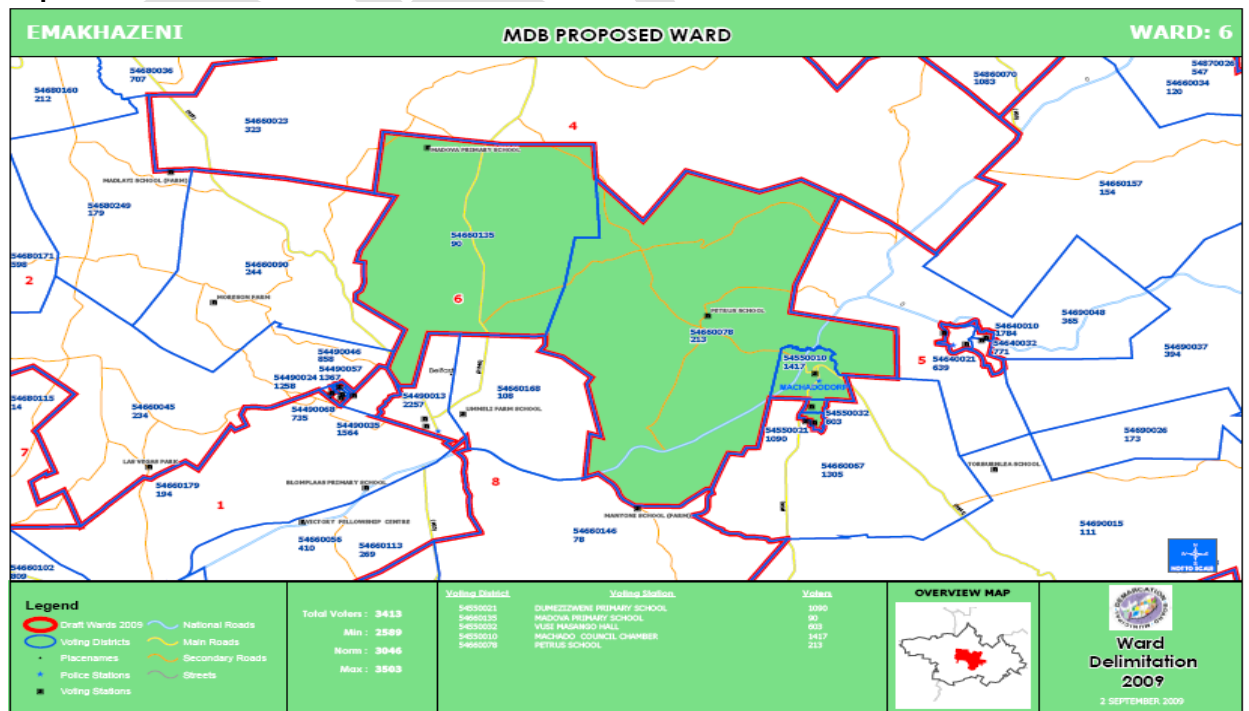 EMAKHAZENI
MDB PROPOSED WARD
WARD: 6
54680036
707
54680160
212
54660023
323
4
54860070
1083
54870026
547
54660034
120
MADOVA PRIMARY SCHOOL
MADLATI SCHOOL (FARM)
54680249
179
54660157
154
54660135
90
54680171
598
2
54660090
244
MORESON FARM
6
PETRUS SCHOOL
54660078
213
54690048
365
54640010
1784
54640032
771
54690037
394
5
54640021
639
54490046
858
54490057
1367
54490024
1258
Belfast
54550010
1417
MACHADODORP
54680115
14
54660045
234
54490068
735
54490035
1564
54490013
2257
54660168
108
UMMELI FARM SCHOOL
54550032
603
54550021
1090
54690026
173
7
LAS VEGAS PARK
54660179
194
1
BLOMPLAAS PRIMARY SCHOOL
8
54660067
1305
TORBURNLEA SCHOOL
VICTORY FELLOWSHIP CENTRE
54660056
410
54660113
269
MANTONE SCHOOL (FARM)
54660146
78
54690015
111
54660102
809
NOT TO SCALE
Legend
Draft Wards 2009
National Roads
Voting Districts
Main Roads
Placenames
Secondary Roads
Police Stations
Streets
Voting Stations
Total Voters : 3413
Min : 2589
Norm : 3046
Max : 3503
Voting District Voting Station Voters
54550021 DUMEZIZWENI PRIMARY SCHOOL 1090
54660135 MADOVA PRIMARY SCHOOL 90
54550032 VUSI MASANGO HALL 603
54550010 MACHADO COUNCIL CHAMBER 1417
54660078 PETRUS SCHOOL 213
OVERVIEW MAP
Ward
Delimitation
2009
2 SEPTEMBER 2009